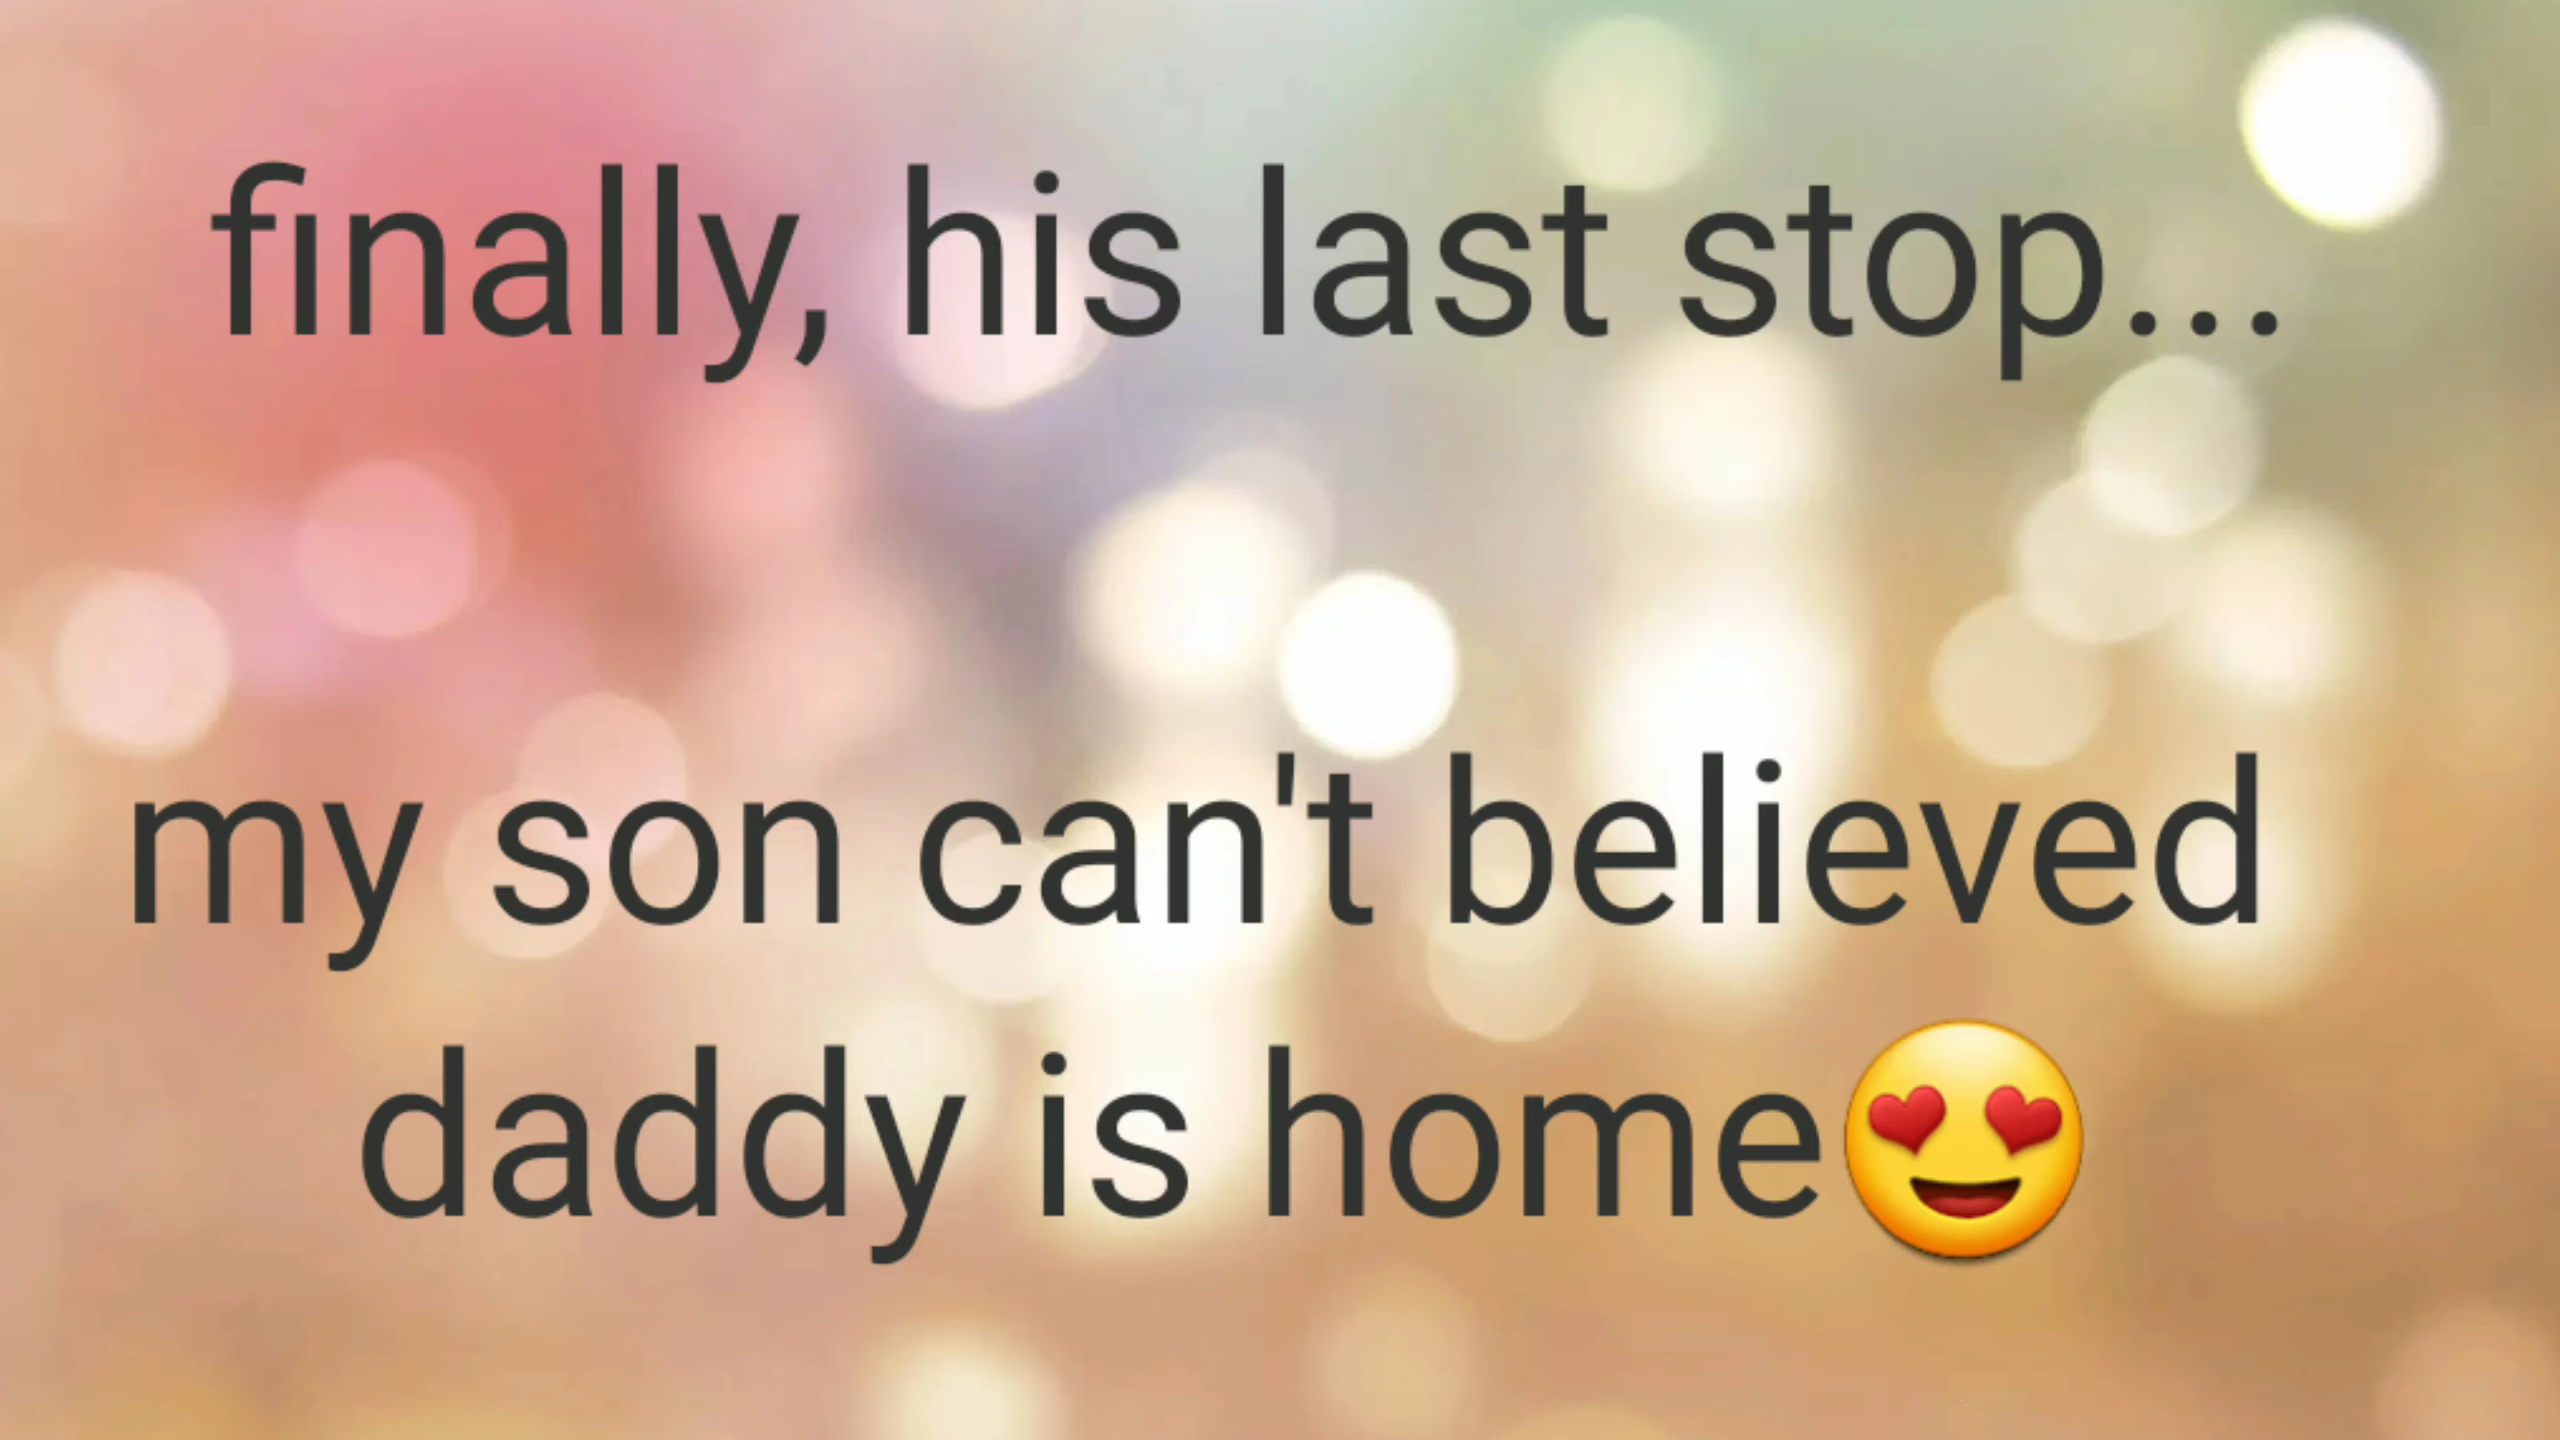 finally, his last stop...
my son can't believed
daddy is home😍